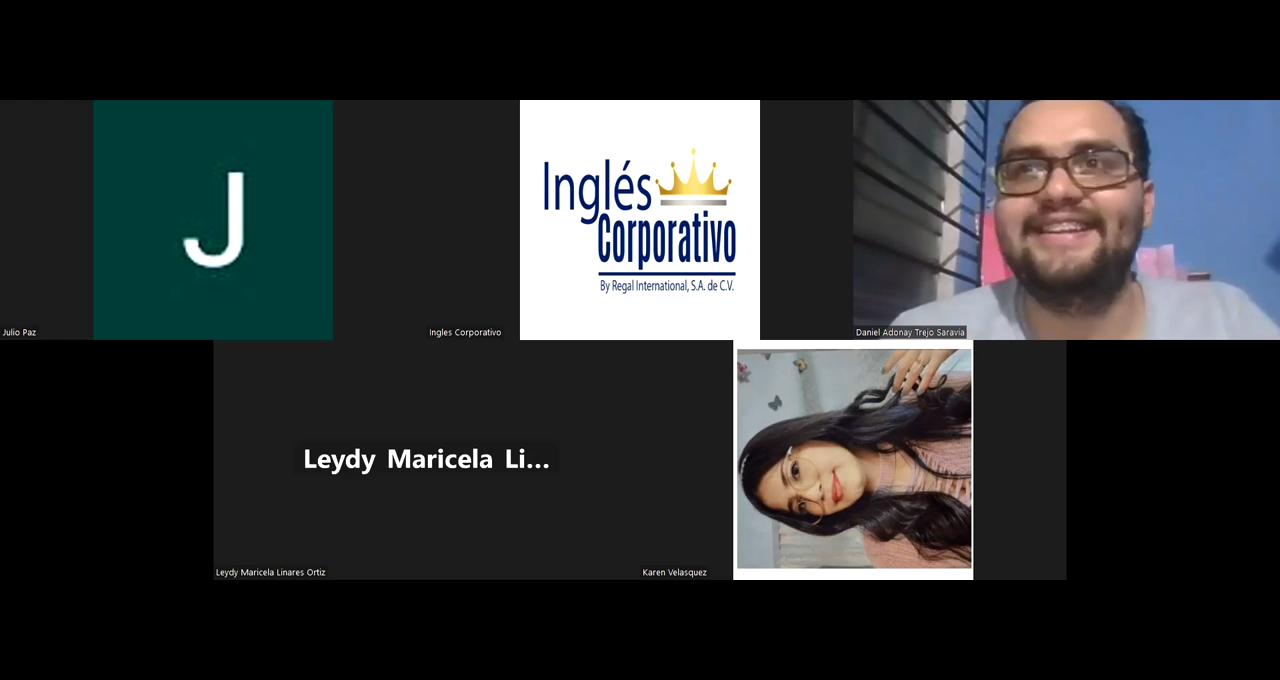 J
Julio Paz
Inglés
Corporativo
By Regal International, S.A. de C.V.
Ingles Corporativo
Daniel Adonay Trejo Saravia
Leydy Maricela Li...
Leydy Maricela Linares Ortiz
Karen Velasquez